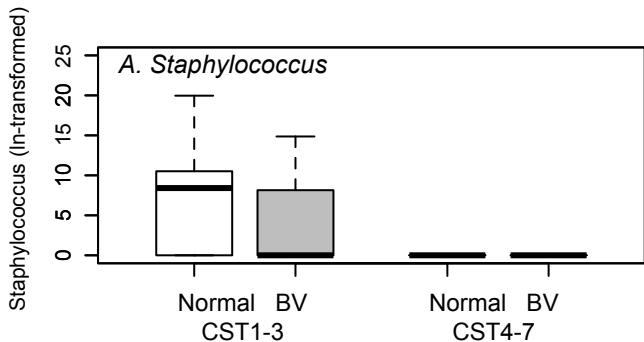 Staphylococcus (ln-transformed)
A. Staphylococcus
25
20
15
10
5
0
Normal BV
Normal BV
CST1-3
CST4-7